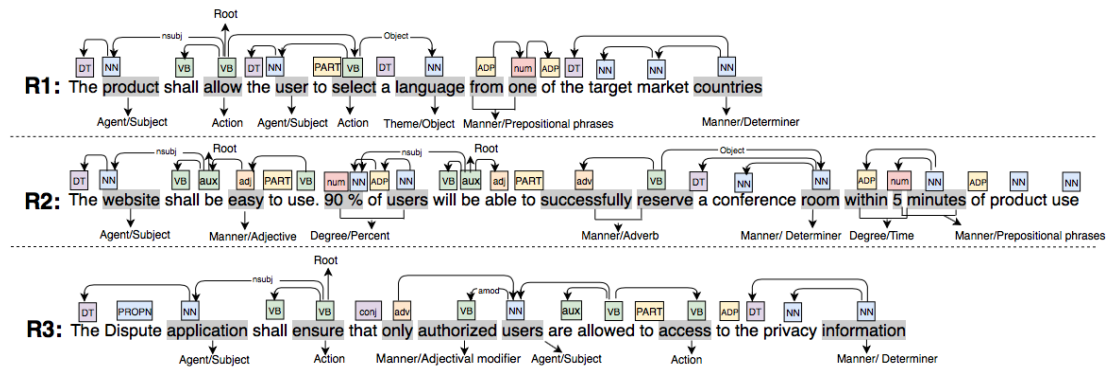 Root
nsubj Object
DT NN VB VB DT NN PART VB DT NN ADP num ADP DT NN NN NN
R1: The product shall allow the user to select a language from one of the target market countries
Agent/Subject Action Agent/Subject Action Theme/Object Manner/Prepositional phrases Manner/Determiner
Root nsubj Root Object
DT NN VB aux adj PART VB num NN ADP NN VB aux adj PART adv VB DT NN NN ADP num NN ADP NN NN
R2: The website shall be easy to use. 90 % of users will be able to successfully reserve a conference room within 5 minutes of product use
Agent/Subject Manner/Adjective Degree/Percent Manner/Adverb Manner/ Determiner Degree/Time Manner/Prepositional phrases
Root
nsubj amod
DT PROPN NN VB VB conj adv VB NN aux VB PART VB ADP DT NN NN
R3: The Dispute application shall ensure that only authorized users are allowed to access to the privacy information
Agent/Subject Action Manner/Adjectival modifier Agent/Subject Action Manner/ Determiner